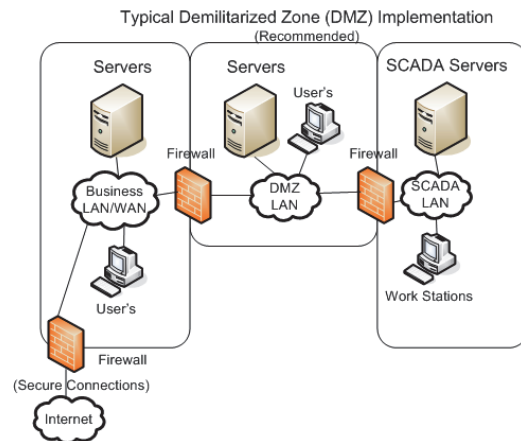 Typical Demilitarized Zone (DMZ) Implementation
(Recommended)
Servers
Servers
SCADA Servers
User's
Firewall
Firewall
Business
LAN/WAN
DMZ
LAN
SCADA
LAN
User's
Work Stations
Firewall
(Secure Connections)
Internet